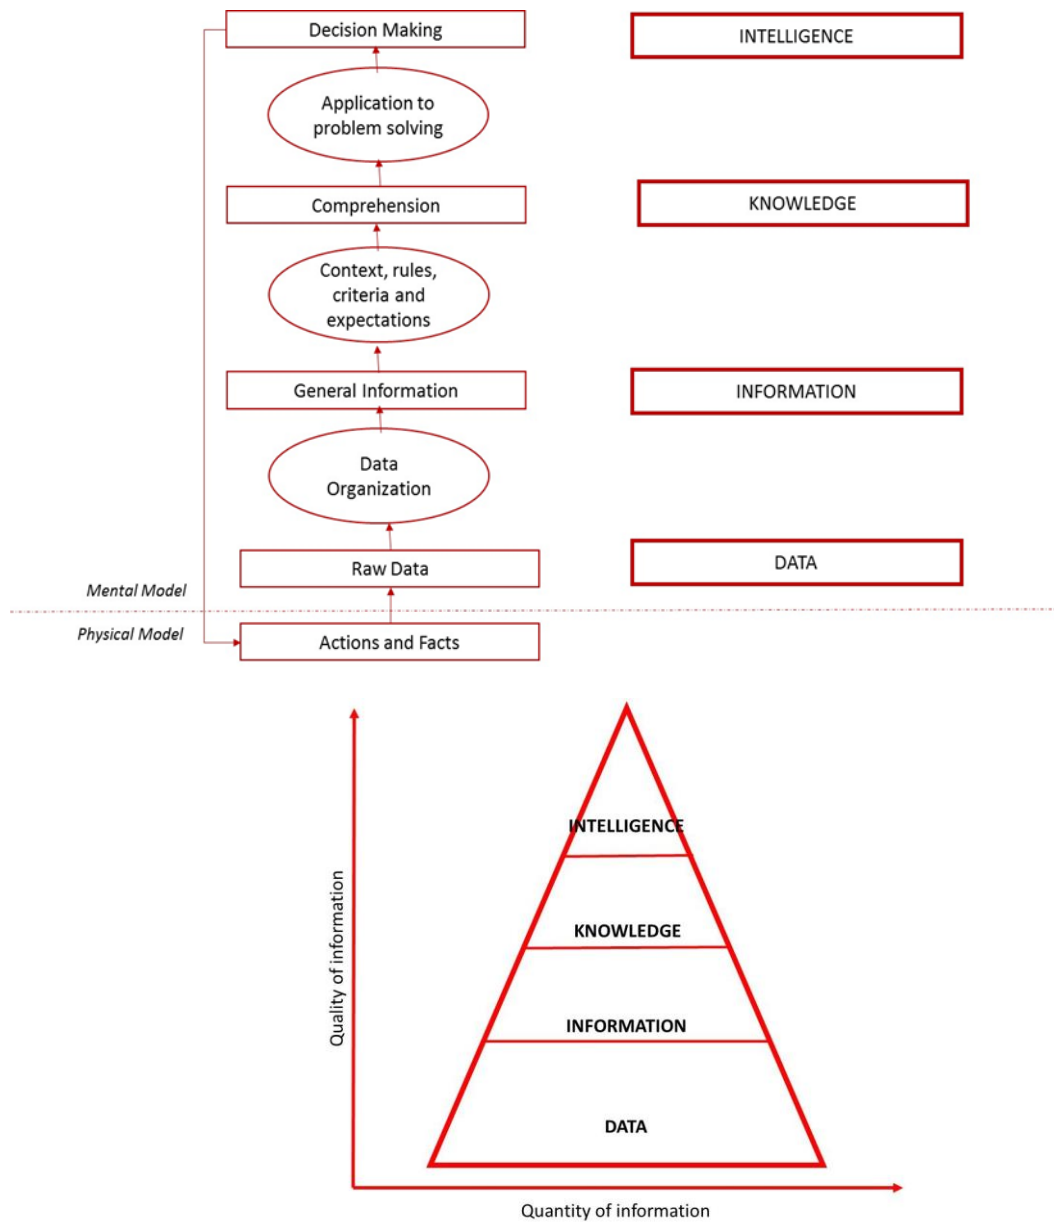 Decision Making
INTELLIGENCE
Application to
problem solving
Comprehension
KNOWLEDGE
Context, rules,
criteria and
expectations
General Information
INFORMATION
Data
Organization
Raw Data
DATA
Mental Model
Physical Model
Actions and Facts
Quality of information
INTELLIGENCE
KNOWLEDGE
INFORMATION
DATA
Quantity of information